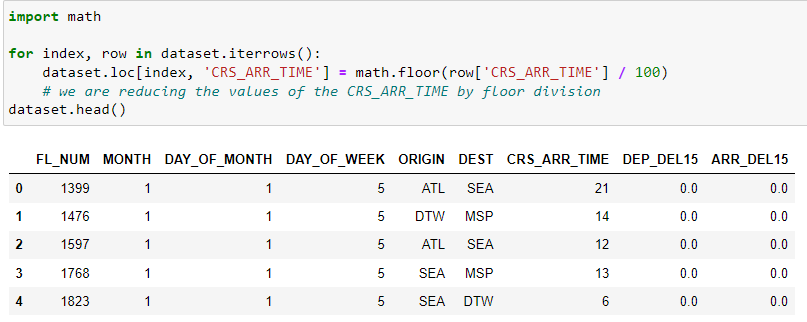 import math
for index, row in dataset.iterrows():
    dataset.loc[index, 'CRS_ARR_TIME'] = math.floor(row['CRS_ARR_TIME'] / 100)
    # we are reducing the values of the CRS_ARR_TIME by floor division
dataset.head()
FL_NUM MONTH DAY_OF_MONTH DAY_OF_WEEK ORIGIN DEST CRS_ARR_TIME DEP_DEL15 ARR_DEL15
0 1399 1 1 5 ATL SEA 21 0.0 0.0
1 1476 1 1 5 DTW MSP 14 0.0 0.0
2 1597 1 1 5 ATL SEA 12 0.0 0.0
3 1768 1 1 5 SEA MSP 13 0.0 0.0
4 1823 1 1 5 SEA DTW 6 0.0 0.0